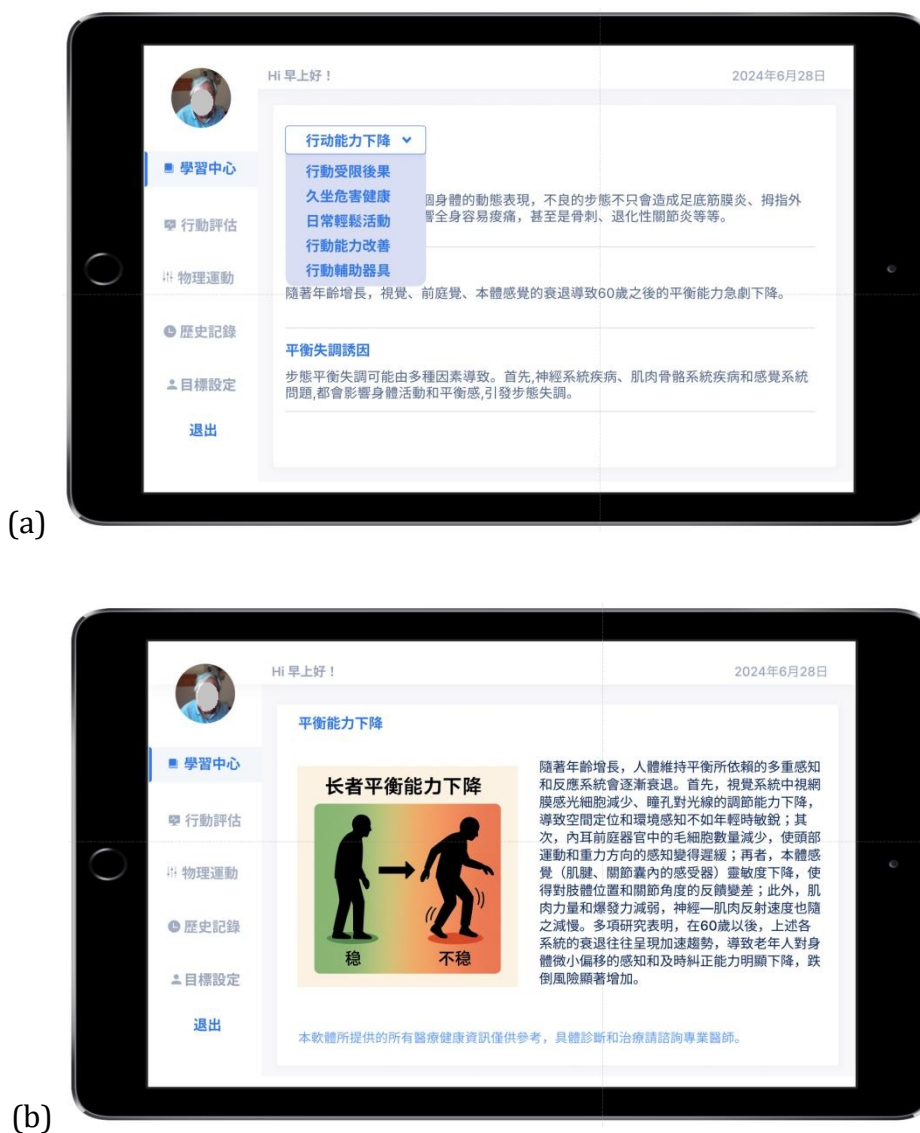 Hi 早上好！
2024年6月28日
行动能力下降
學習中心
行動受限後果
久坐危害健康
個身體的動態表現，不良的步態不只會造成足底筋膜炎、拇指外
日常輕鬆活動
響全身容易痠痛，甚至是骨刺、退化性關節炎等等。
行動評估
行動能力改善
行動輔助器具
物理運動
隨著年齡增長，視覺、前庭覺、本體感覺的衰退導致60歲之後的平衡能力急劇下降。
歷史記錄
平衡失調誘因
步態平衡失調可能由多種因素導致。首先,神經系統疾病、肌肉骨骼系統疾病和感覺系統
問題,都會影響身體活動和平衡感,引發步態失調。
目標設定
退出
(a)
Hi 早上好！
2024年6月28日
平衡能力下降
學習中心
行動評估
物理運動
歷史記錄
目標設定
退出
长者平衡能力下降
稳
不稳
隨著年齡增長，人體維持平衡所依賴的多重感知
和反應系統會逐漸衰退。首先，視覺系統中視網
膜感光細胞減少、瞳孔對光線的調節能力下降，
導致空間定位和環境感知不如年輕時敏銳；其
次，內耳前庭器官中的毛細胞數量減少，使頭部
運動和重力方向的感知變得遲緩；再者，本體感
覺（肌腱、關節囊內的感受器）靈敏度下降，使
得對肢體位置和關節角度的反饋變差；此外，肌
肉力量和爆發力減弱，神經—肌肉反射速度也隨
之減慢。多項研究表明，在60歲以後，上述各
系統的衰退往往呈現加速趨勢，導致老年人對身
體微小偏移的感知和及時糾正能力明顯下降，跌
倒風險顯著增加。
本軟體所提供的所有醫療健康資訊僅供參考，具體診斷和治療請諮詢專業醫師。
(b)